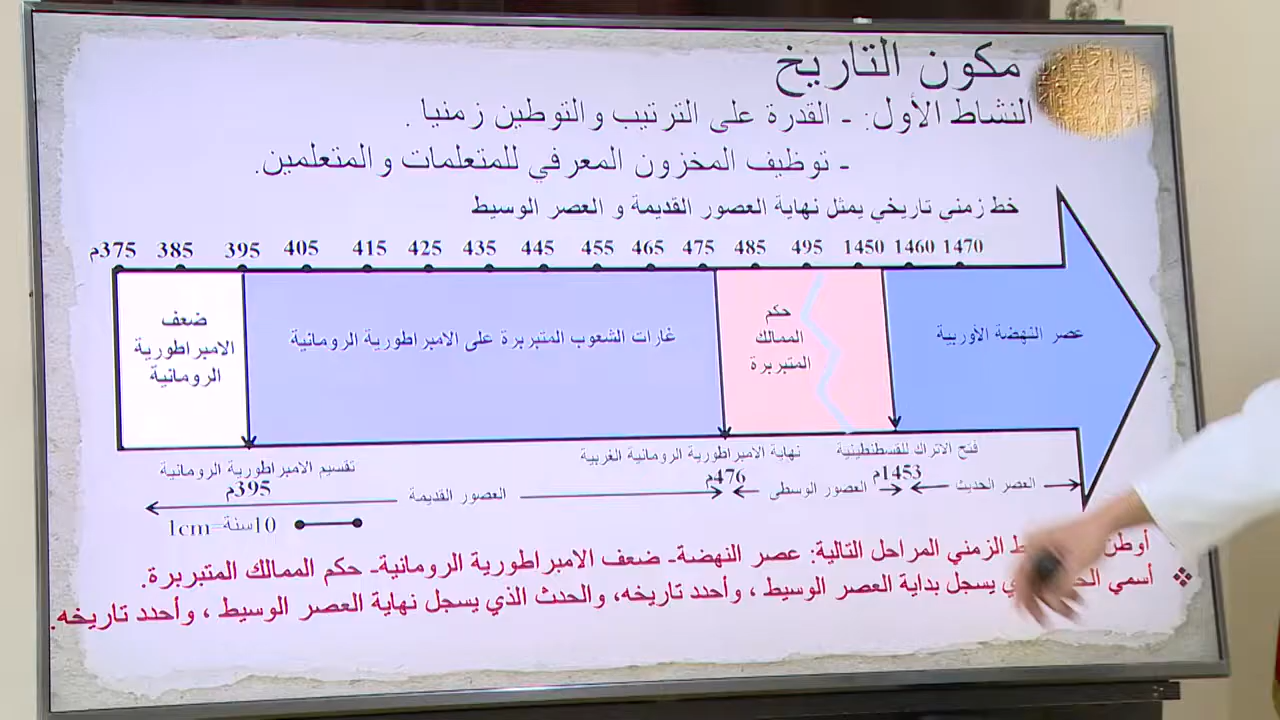 مكون التاريخ
النشاط الأول: - القدرة على الترتيب والتوطين زمنيا .
- توظيف المخزون المعرفي للمتعلمات والمتعلمين.
خط زمني تاريخي يمثل نهاية العصور القديمة و العصر الوسيط
375م 385 395 405 415 425 435 445 455 465 475 485 495 1450 1460 1470
ضعف
الامبراطورية
الرومانية
غارات الشعوب المتبربرة على الامبراطورية الرومانية
حكم
الممالك
المتبربرة
عصر النهضة الأوربية
تقسيم الامبراطورية الرومانية
395م
نهاية الامبراطورية الرومانية الغربية
476م
فتح الاتراك للقسطنطينية
1453م
العصور القديمة
العصور الوسطى
العصر الحديث
1cm=10سنة
أوطن الزمني المراحل التالية: عصر النهضة- ضعف الامبراطورية الرومانية- حكم الممالك المتبربرة.
❖ أسمي يسجل بداية العصر الوسيط ، وأحدد تاريخه، والحدث الذي يسجل نهاية العصر الوسيط ، وأحدد تاريخه.